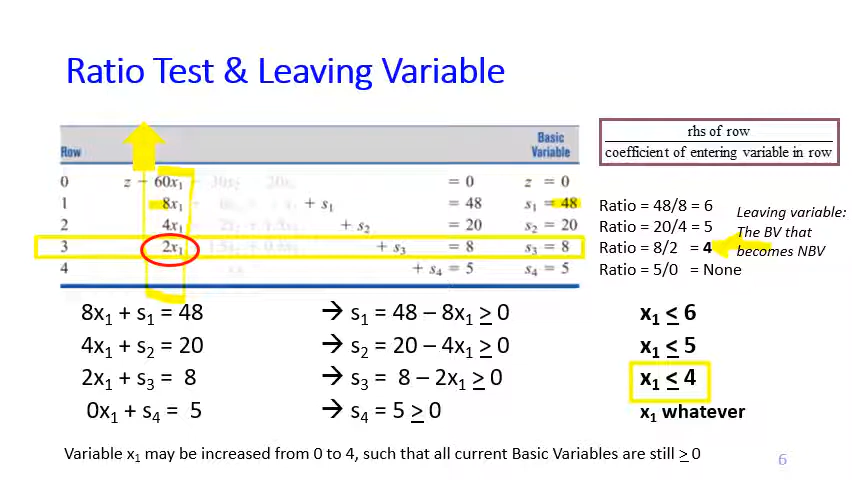 Ratio Test & Leaving Variable
Basic
Row Variable
rhs of row
coefficient of entering variable in row
0 z − 60x₁ − 30x₂ 20x = 0 z = 0
1 8x₁ + s₁ = 48 s₁ = 48
2 4x₁ + s₂ = 20 s₂ = 20
3 2x₁ + s₃ = 8 s₃ = 8
4 + s₄ = 5 s₄ = 5
Ratio = 48/8 = 6
Ratio = 20/4 = 5
Ratio = 8/2 = 4
Ratio = 5/0 = None
Leaving variable:
The BV that
becomes NBV
8x₁ + s₁ = 48 → s₁ = 48 – 8x₁ ≥ 0 x₁ ≤ 6
4x₁ + s₂ = 20 → s₂ = 20 – 4x₁ ≥ 0 x₁ ≤ 5
2x₁ + s₃ = 8 → s₃ = 8 – 2x₁ ≥ 0 x₁ ≤ 4
0x₁ + s₄ = 5 → s₄ = 5 ≥ 0 x₁ whatever
Variable x₁ may be increased from 0 to 4, such that all current Basic Variables are still ≥ 0
6